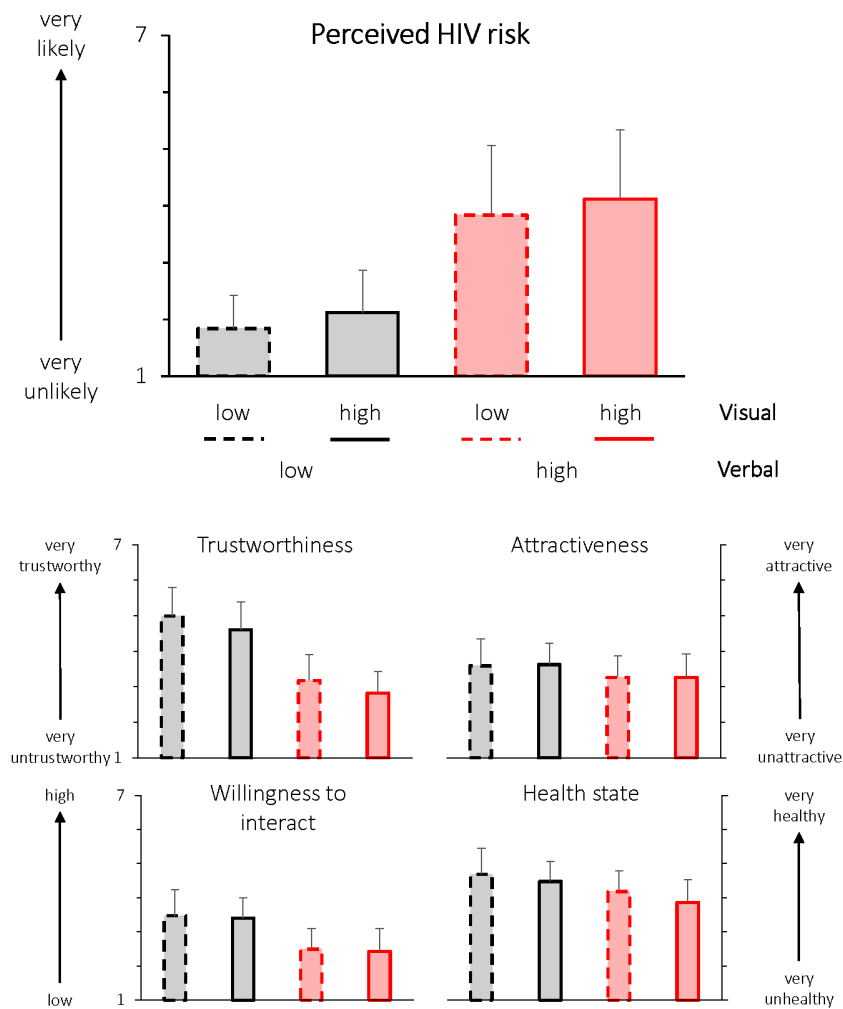 very
likely
7
Perceived HIV risk
very
unlikely
1
low high low high Visual
low high Verbal
very
trustworthy
7
Trustworthiness
Attractiveness
very
attractive
very
untrustworthy
1
very
unattractive
high
7
Willingness to
interact
Health state
very
healthy
low
1
very
unhealthy